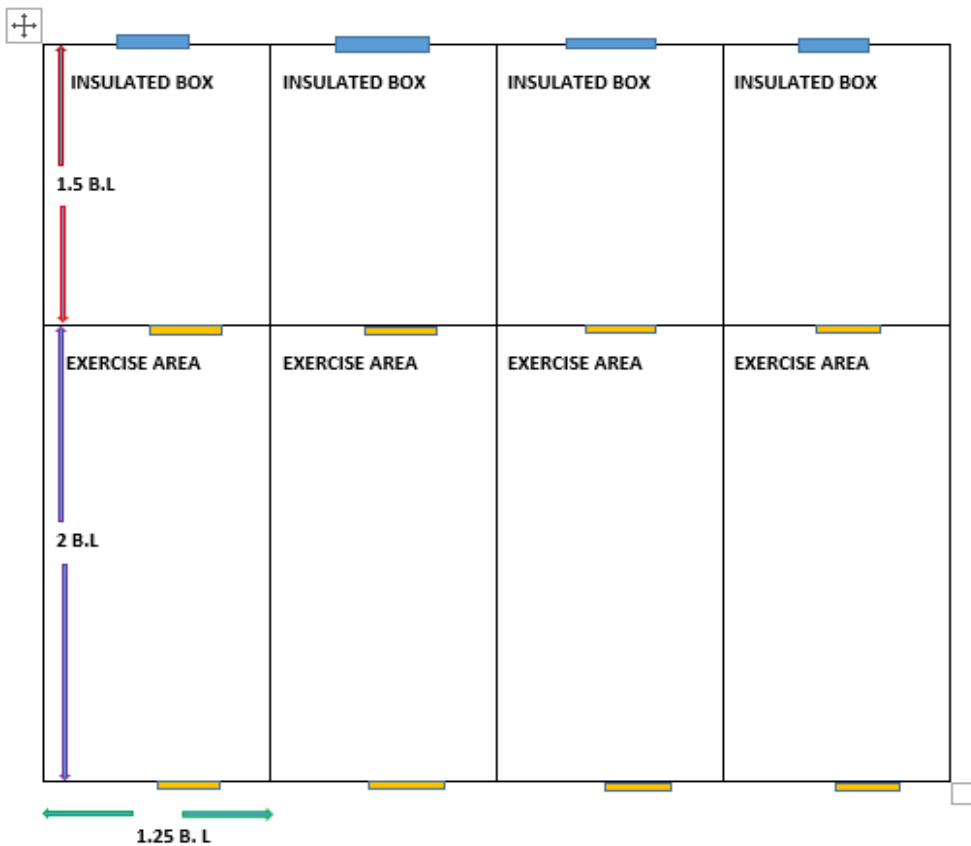 INSULATED BOX INSULATED BOX INSULATED BOX INSULATED BOX
1.5 B.L
EXERCISE AREA EXERCISE AREA EXERCISE AREA EXERCISE AREA
2 B.L
1.25 B. L